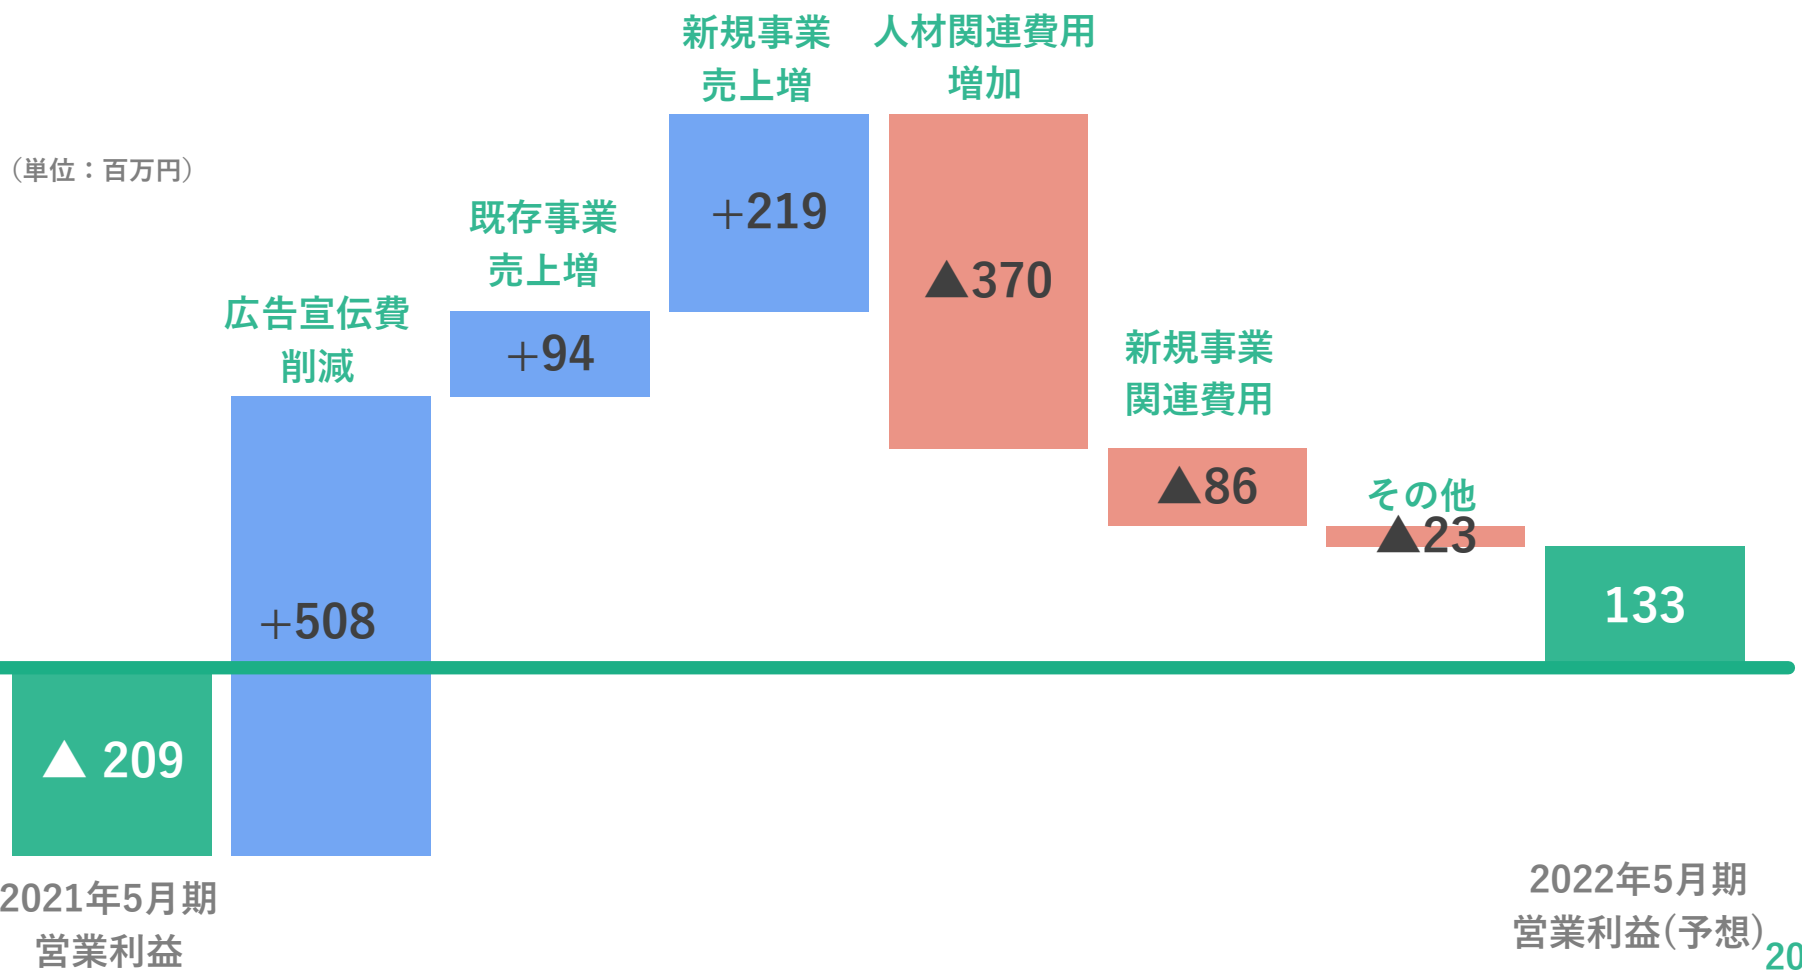 （単位：百万円）
▲ 209
2021年5月期
営業利益
広告宣伝費
削減
+508
既存事業
売上増
+94
新規事業
売上増
+219
人材関連費用
増加
▲370
新規事業
関連費用
▲86
その他
▲23
133
2022年5月期
営業利益(予想)
20